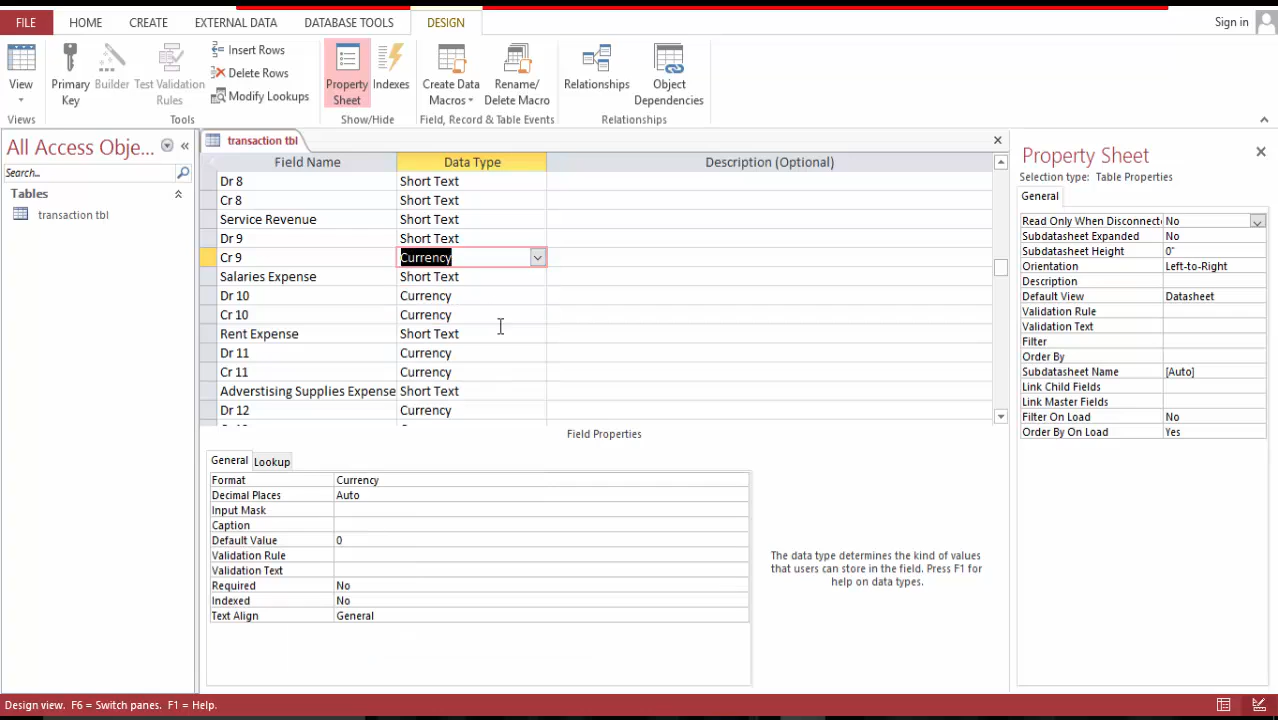 FILE HOME CREATE EXTERNAL DATA DATABASE TOOLS DESIGN Sign in
View Primary Key Builder Test Validation Rules Insert Rows Delete Rows Modify Lookups Property Sheet Indexes Create Data Macros Rename/ Delete Macro Relationships Object Dependencies
Views Tools Show/Hide Field, Record & Table Events Relationships
All Access Obje...
Search...
Tables
transaction tbl
transaction tbl
Field Name Data Type Description (Optional)
Dr 8 Short Text
Cr 8 Short Text
Service Revenue Short Text
Dr 9 Short Text
Cr 9 Currency
Salaries Expense Short Text
Dr 10 Currency
Cr 10 Currency
Rent Expense Short Text
Dr 11 Currency
Cr 11 Currency
Adverstising Supplies Expense Short Text
Dr 12 Currency
Field Properties
General Lookup
Format Currency
Decimal Places Auto
Input Mask
Caption
Default Value 0
Validation Rule
Validation Text
Required No
Indexed No
Text Align General
The data type determines the kind of values
that users can store in the field. Press F1 for
help on data types.
Property Sheet
Selection type: Table Properties
General
Read Only When Disconnect No
Subdatasheet Expanded No
Subdatasheet Height 0"
Orientation Left-to-Right
Description
Default View Datasheet
Validation Rule
Validation Text
Filter
Order By
Subdatasheet Name [Auto]
Link Child Fields
Link Master Fields
Filter On Load No
Order By On Load Yes
Design view. F6 = Switch panes. F1 = Help.